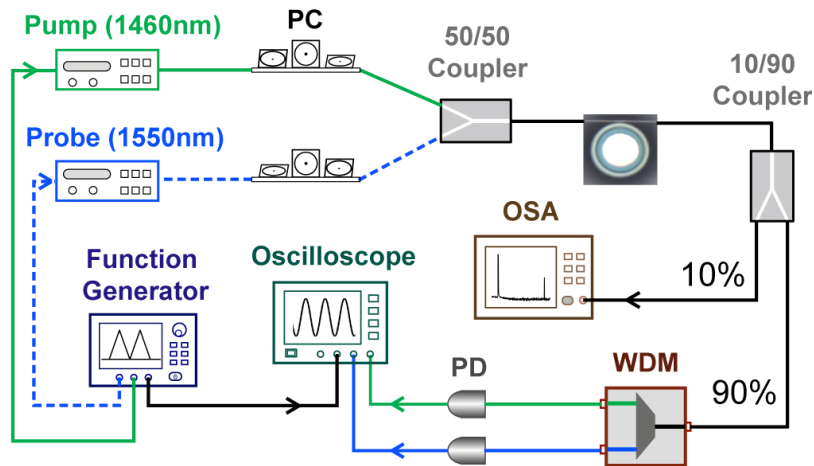 Pump (1460nm)
PC
50/50
Coupler
10/90
Coupler
Probe (1550nm)
OSA
Function
Generator
Oscilloscope
10%
PD
WDM
90%